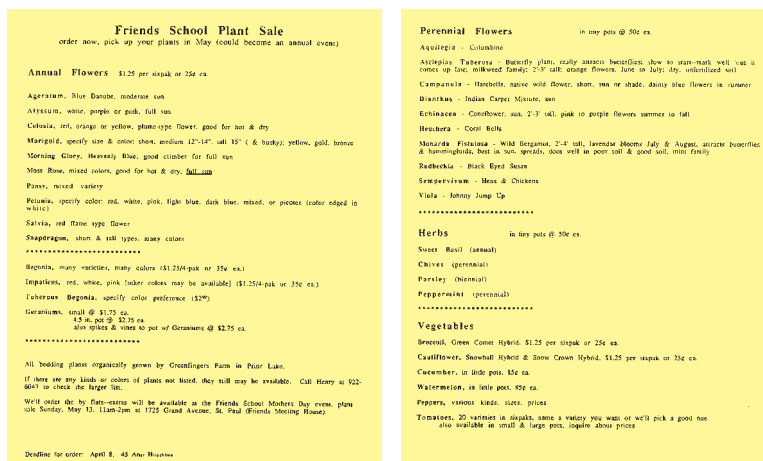 Friends School Plant Sale
order now, pick up your plants in May (could become an annual event)
Annual Flowers $1.25 per sixpak or 25¢ ea.
Ageratum, Blue Danube, moderate sun
Alyssum, white, purple or pink, full sun
Celosia, red, orange or yellow, plume-type flower, good for hot & dry
Marigold, specify size & color: short, medium 12"-14", tall 15" ( & bushy); yellow, gold, bronze
Morning Glory, Heavenly Blue, good climber for full sun
Moss Rose, mixed colors, good for hot & dry, full sun
Pansy, mixed variety
Petunia, specify color: red, white, pink, light blue, dark blue, mixed, or picotee (color edged in
white)
Salvia, red flame type flower
Snapdragon, short & tall types, many colors
**************************
Begonia, many varieties, many colors ($1.25/4-pak or 35¢ ea.)
Impatiens, red, white, pink [other colors may be available] ($1.25/4-pak or 35¢ ea.)
Tuberous Begonia, specify color preference
Geraniums, small @ $1.75 ea.
4.5 in. pot @ $2.75 ea.
also spikes & vines to pot w/ Geraniums @ $2.75 ea.
**************************
All bedding plants organically grown by Greenfingers Farm in Prior Lake.
If there are any kinds or colors of plants not listed, they still may be available. Call Henry at 922-
6047 to check the larger list.
We'll order the by flats--extras will be available at the Friends School Mothers Day event, plant
sale Sunday, May 13, 11am-2pm at 1725 Grand Avenue, St. Paul (Friends Meeting House).
Deadline for order: April 8, 45 After Hiroshima
Perennial Flowers in tiny pots @ 50¢ ea.
Aquilegia - Columbine
Asclepias Tuberosa - Butterfly plant, really attracts butterflies; slow to start--mark well 'cuz it
comes up late; milkweed family; 2'-3' tall; orange flowers, June to July; dry, unfertilized soil
Campanula - Harebells, native wild flower, short, sun or shade, dainty blue flowers in summer
Dianthus - Indian Carpet Mixture, sun
Echinacea - Coneflower, sun, 2'-3' tall, pink to purple flowers summer to fall
Heuchera - Coral Bells
Monarda Fistulosa - Wild Bergamot, 2'-4' tall, lavendar blooms July & August, attracts butterflies
& hummingbirds, best in sun, spreads, does well in poor soil & good soil, mint family
Rudbeckia - Black Eyed Susan
Sempervivum - Hens & Chickens
Viola - Johnny Jump Up
**************************
Herbs in tiny pots @ 50¢ ea.
Sweet Basil (annual)
Chives (perennial)
Parsley (biennial)
Peppermint (perennial)
**************************
Vegetables
Broccoli, Green Comet Hybrid, $1.25 per sixpak or 25¢ ea.
Cauliflower, Snowball Hybrid & Snow Crown Hybrid, $1.25 per sixpak or 25¢ ea.
Cucumber, in little pots, 85¢ ea.
Watermelon, in little pots, 85¢ ea.
Peppers, various kinds, sizes, prices
Tomatoes, 20 varieties in sixpaks, name a variety you want or we'll pick a good one
also available in small & large pots, inquire about prices